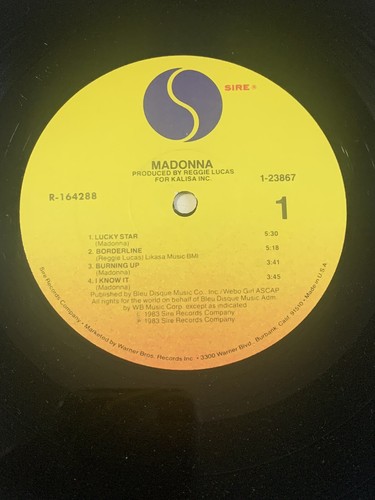 SIRE ®
MADONNA
PRODUCED BY REGGIE LUCAS
FOR KALISA INC.
R-164288
1-23867
1
1. LUCKY STAR 5:30
(Madonna)
2. BORDERLINE 5:18
(Reggie Lucas) Likasa Music BMI
3. BURNING UP 3:41
(Madonna)
4. I KNOW IT 3:45
(Madonna)
Published by Bleu Disque Music Co., Inc./Webo Girl ASCAP
All rights for the world on behalf of Bleu Disque Music Adm.
by WB Music Corp. except as indicated
© 1983 Sire Records Company
℗ 1983 Sire Records Company
Sire Records Company • Marketed by Warner Bros. Records Inc. • 3300 Warner Blvd., Burbank, Calif. 91510 / Made in U.S.A.